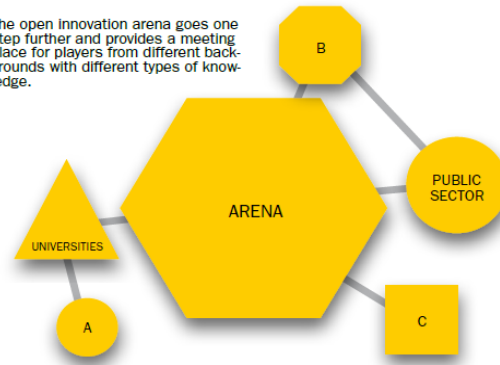 he open innovation arena goes one
tep further and provides a meeting
lace for players from different back-
rounds with different types of know-
edge.
B
PUBLIC
SECTOR
ARENA
UNIVERSITIES
C
A